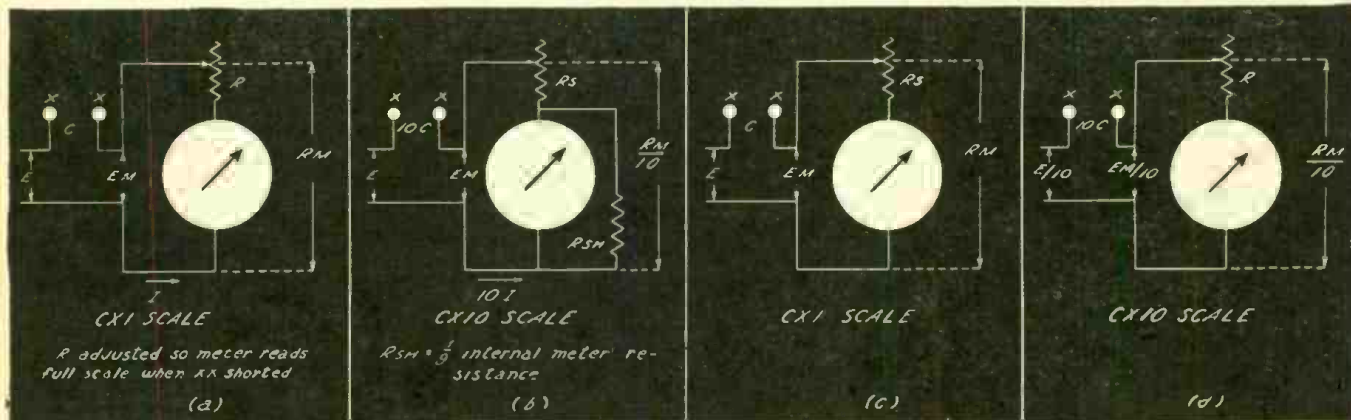 R
X X
C
E
EM
RM
I
CX1 SCALE
R adjusted so meter reads
full scale when xx shorted
(a)
RS
X X
10C
E
EM
RM
10
RSH
10 I
CX10 SCALE
RSH = 1/9 internal meter re-
sistance
(b)
RS
X X
C
E
EM
RM
CX1 SCALE
(c)
R
X X
10C
E/10
EM/10
RM
10
CX10 SCALE
(d)